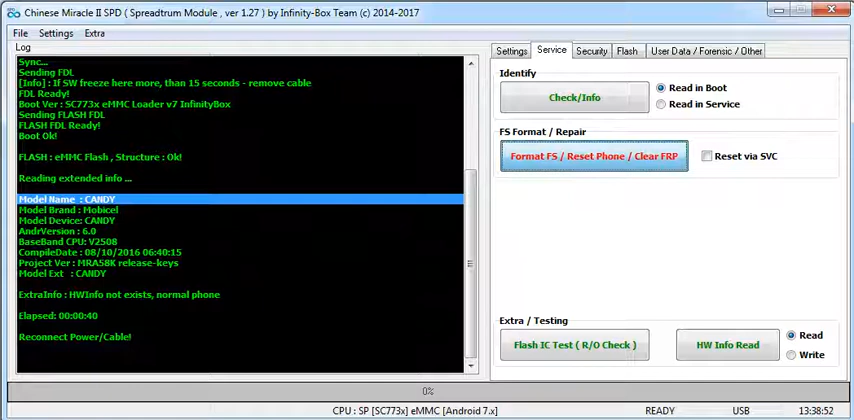 Chinese Miracle II SPD ( Spreadtrum Module , ver 1.27 ) by Infinity-Box Team (c) 2014-2017
File Settings Extra
Log
Sync...
Sending FDL
[Info] : If SW freeze here more, than 15 seconds - remove cable
FDL Ready!
Boot Ver : SC773x eMMC Loader v7 InfinityBox
Sending FLASH FDL
FLASH FDL Ready!
Boot Ok!
FLASH : eMMC Flash , Structure : Ok!
Reading extended info ...
Model Name : CANDY
Model Brand : Mobicel
Model Device: CANDY
AndrVersion : 6.0
BaseBand CPU: V2508
CompileDate : 08/10/2016 06:40:15
Project Ver : MRA58K release-keys
Model Ext : CANDY
ExtraInfo : HWInfo not exists, normal phone
Elapsed: 00:00:40
Reconnect Power/Cable!
Settings Service Security Flash User Data / Forensic / Other
Identify
Check/Info
Read in Boot
Read in Service
FS Format / Repair
Format FS / Reset Phone / Clear FRP
Reset via SVC
Extra / Testing
Flash IC Test ( R/O Check )
HW Info Read
Read
Write
0%
CPU : SP [SC773x] eMMC [Android 7.x] READY USB 13:38:52